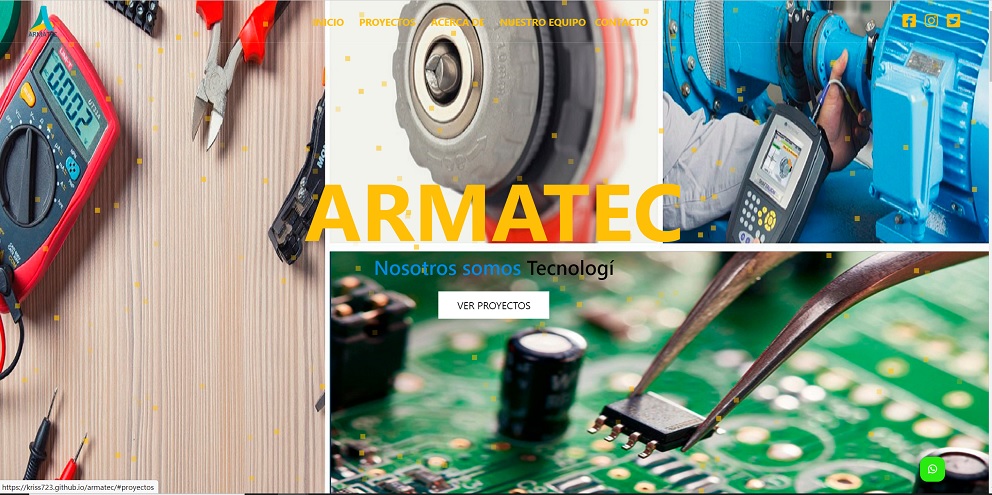 ARMATEC
INICIO PROYECTOS ACERCA DE NUESTRO EQUIPO CONTACTO
.0002
ARMATEC
Nosotros somos Tecnologí
VER PROYECTOS
https://kriss723.github.io/armatec/#proyectos